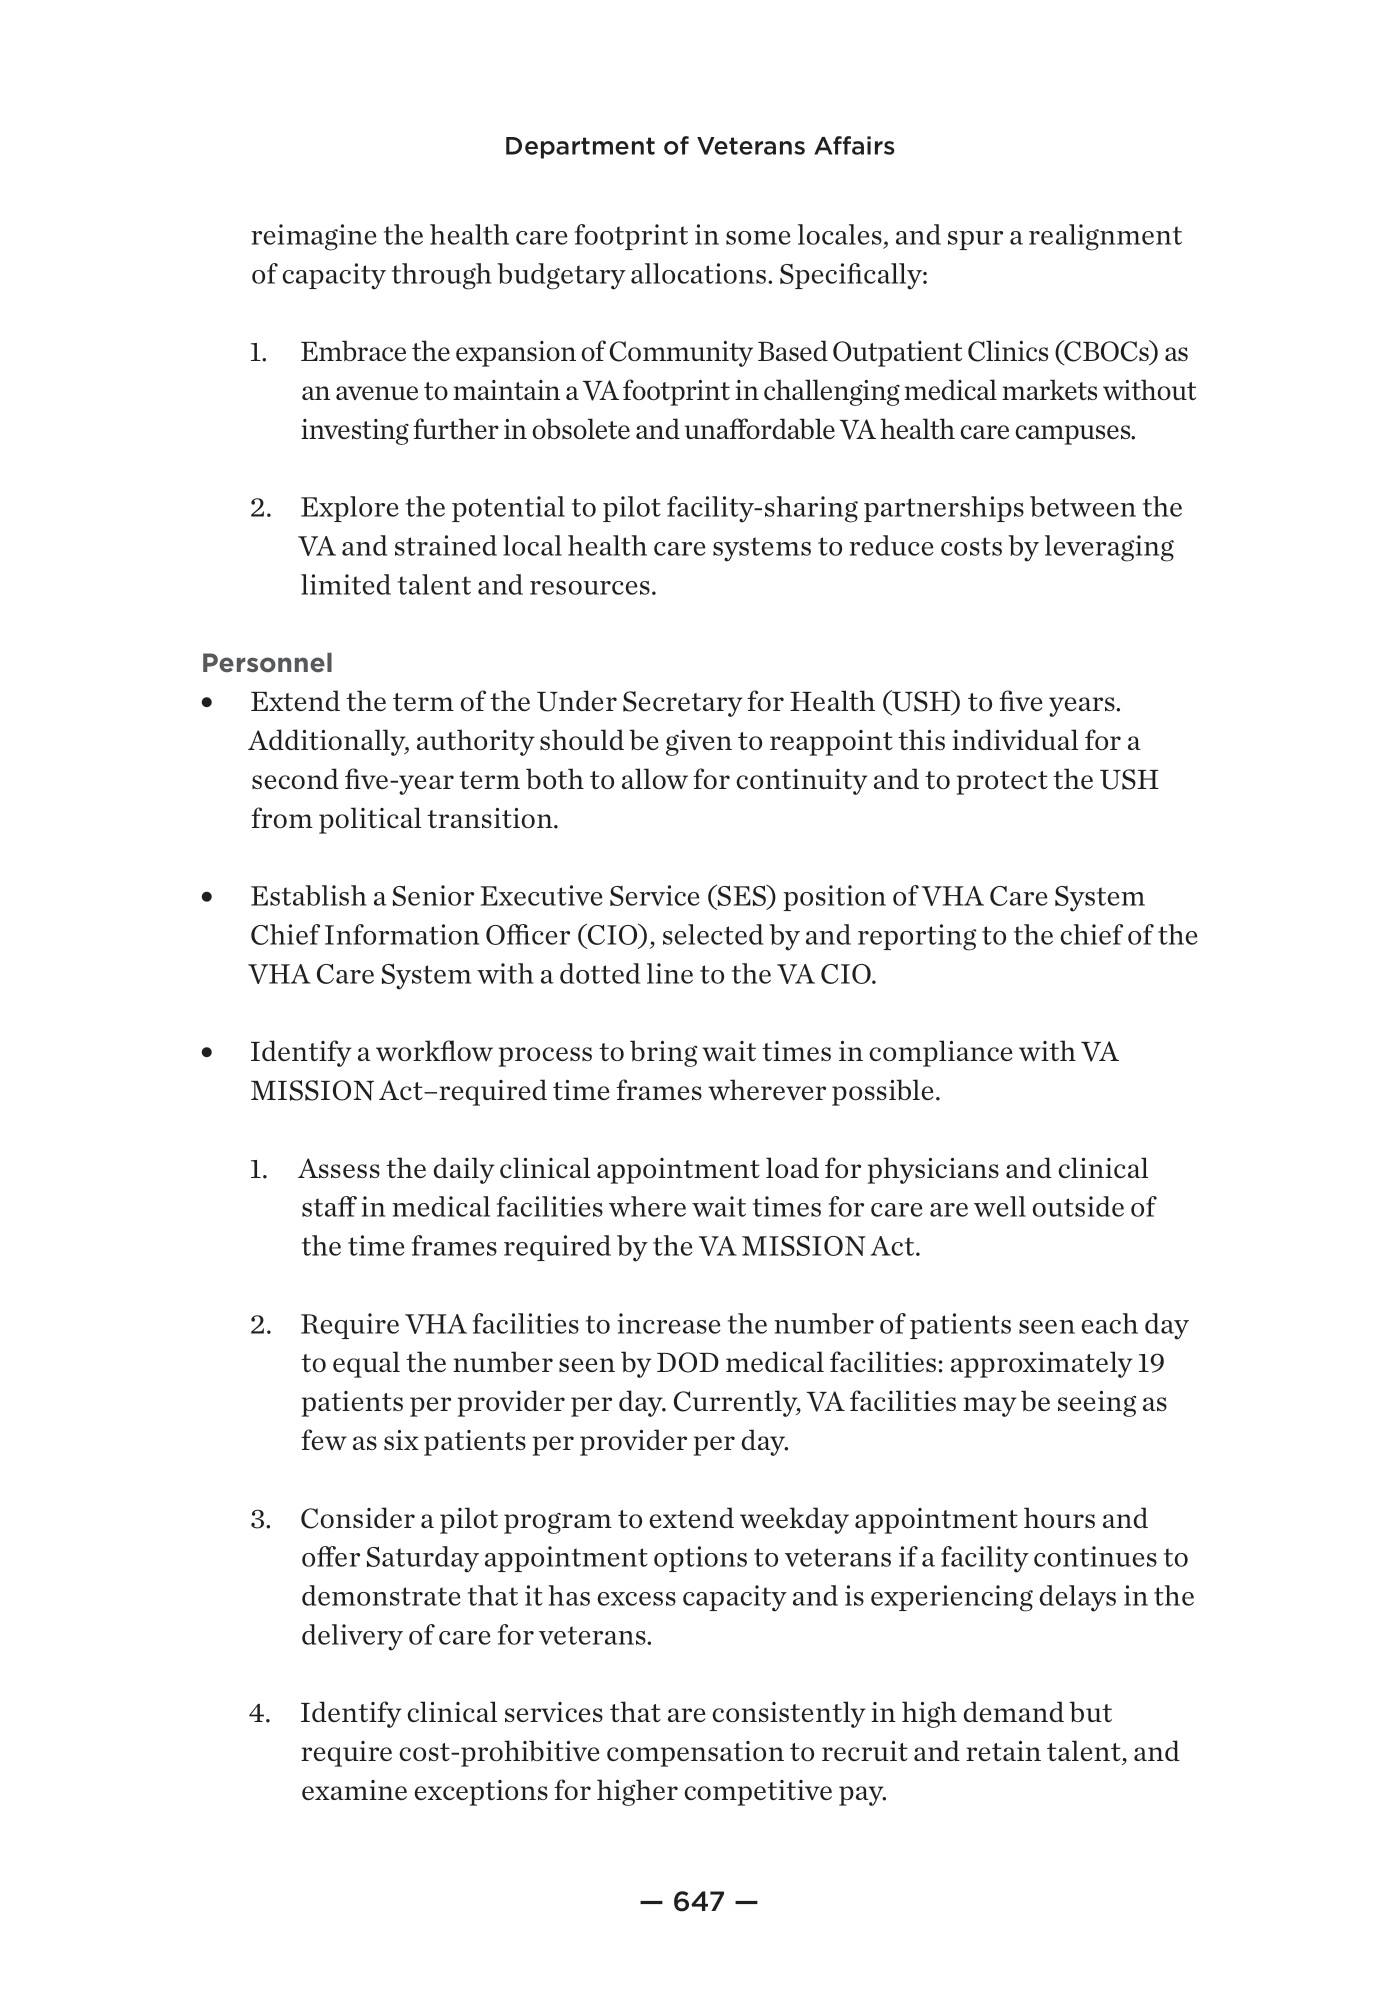 Department of Veterans Affairs
reimagine the health care footprint in some locales, and spur a realignment
of capacity through budgetary allocations. Specifically:
1. Embrace the expansion of Community Based Outpatient Clinics (CBOCs) as
an avenue to maintain a VA footprint in challenging medical markets without
investing further in obsolete and unaffordable VA health care campuses.
2. Explore the potential to pilot facility-sharing partnerships between the
VA and strained local health care systems to reduce costs by leveraging
limited talent and resources.
Personnel
• Extend the term of the Under Secretary for Health (USH) to five years.
Additionally, authority should be given to reappoint this individual for a
second five-year term both to allow for continuity and to protect the USH
from political transition.
• Establish a Senior Executive Service (SES) position of VHA Care System
Chief Information Officer (CIO), selected by and reporting to the chief of the
VHA Care System with a dotted line to the VA CIO.
• Identify a workflow process to bring wait times in compliance with VA
MISSION Act–required time frames wherever possible.
1. Assess the daily clinical appointment load for physicians and clinical
staff in medical facilities where wait times for care are well outside of
the time frames required by the VA MISSION Act.
2. Require VHA facilities to increase the number of patients seen each day
to equal the number seen by DOD medical facilities: approximately 19
patients per provider per day. Currently, VA facilities may be seeing as
few as six patients per provider per day.
3. Consider a pilot program to extend weekday appointment hours and
offer Saturday appointment options to veterans if a facility continues to
demonstrate that it has excess capacity and is experiencing delays in the
delivery of care for veterans.
4. Identify clinical services that are consistently in high demand but
require cost-prohibitive compensation to recruit and retain talent, and
examine exceptions for higher competitive pay.
— 647 —